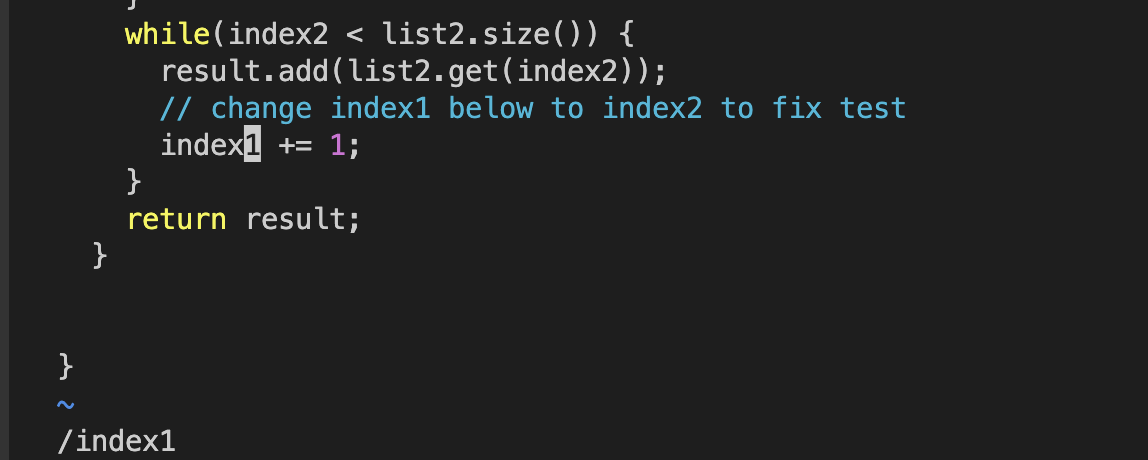 }
while(index2 < list2.size()) {
result.add(list2.get(index2));
// change index1 below to index2 to fix test
index1 += 1;
}
return result;
}
}
~
/index1